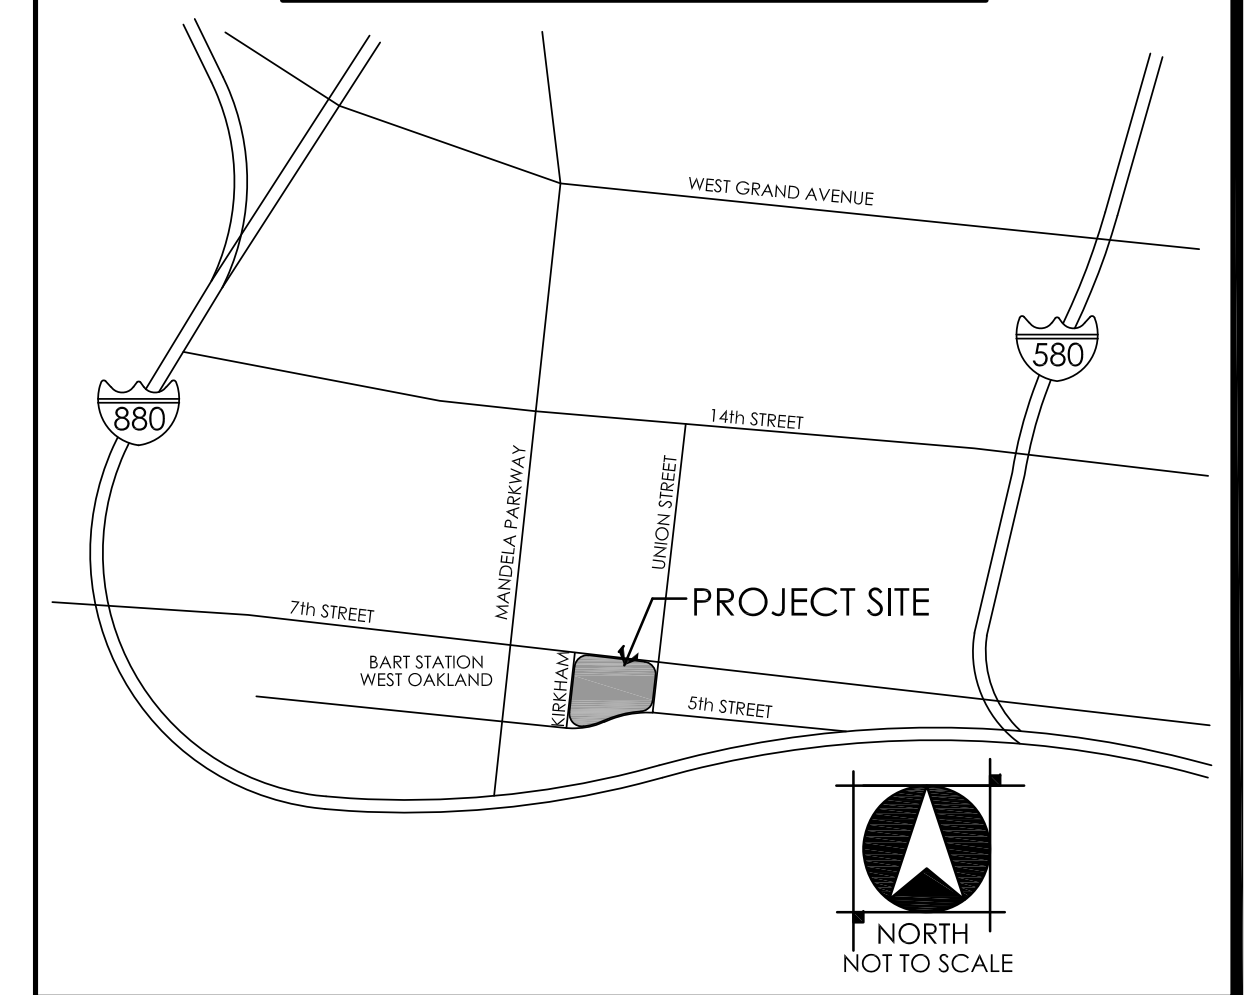 WEST GRAND AVENUE
580
880
14th STREET
MANDELA PARKWAY
UNION STREET
PROJECT SITE
7th STREET
BART STATION
WEST OAKLAND
KIRKHAM
5th STREET
NORTH
NOT TO SCALE